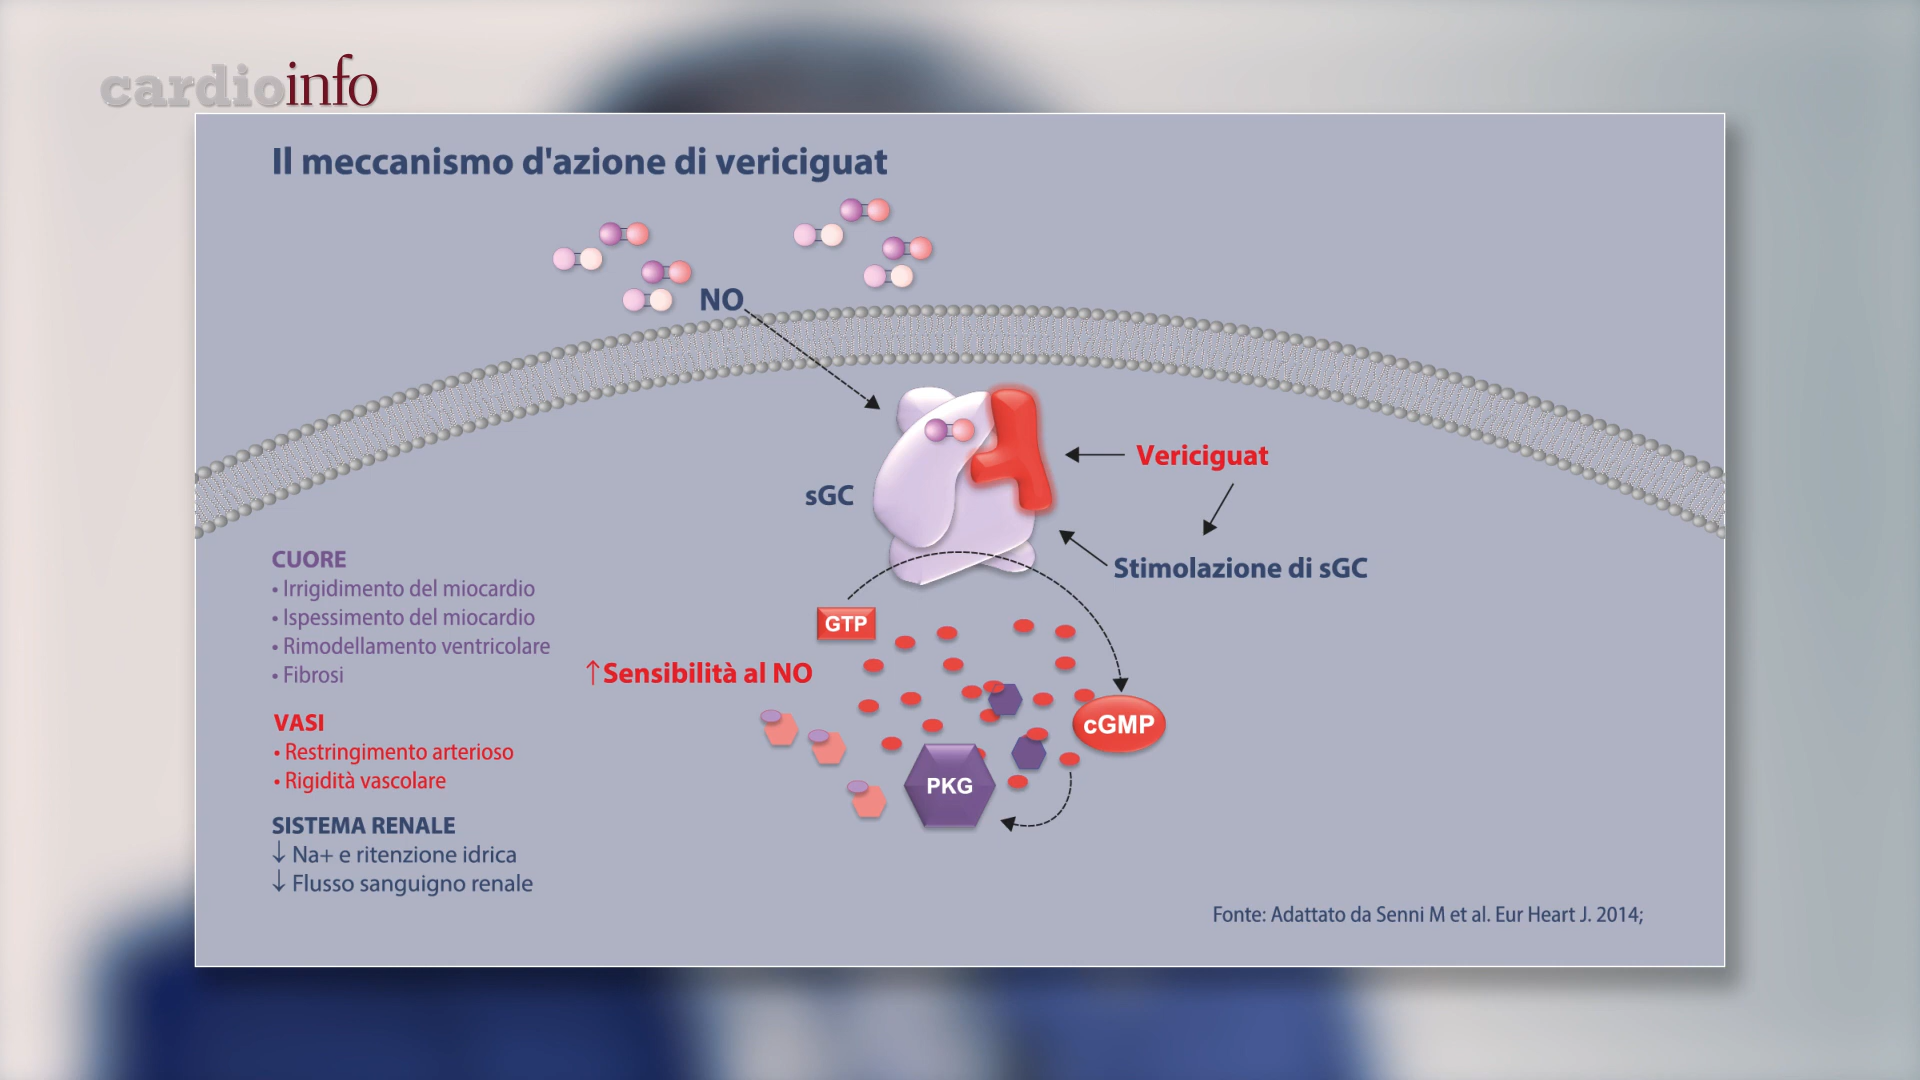 cardioinfo
Il meccanismo d'azione di vericiguat
NO
sGC
Vericiguat
Stimolazione di sGC
GTP
↑Sensibilità al NO
cGMP
PKG
CUORE
• Irrigidimento del miocardio
• Ispessimento del miocardio
• Rimodellamento ventricolare
• Fibrosi
VASI
• Restringimento arterioso
• Rigidità vascolare
SISTEMA RENALE
↓ Na+ e ritenzione idrica
↓ Flusso sanguigno renale
Fonte: Adattato da Senni M et al. Eur Heart J. 2014;